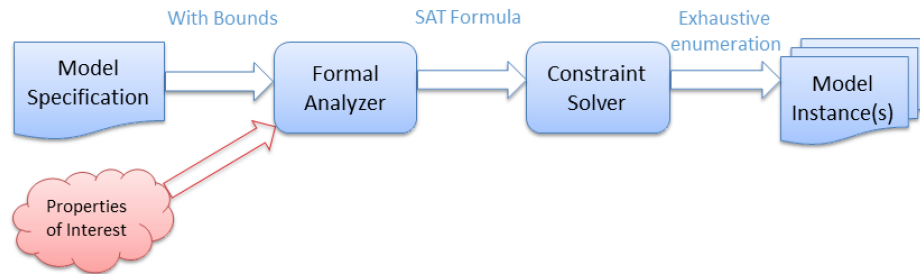 With Bounds
SAT Formula
Exhaustive
enumeration
Model
Specification
Formal
Analyzer
Constraint
Solver
Model
Instance(s)
Properties
of Interest